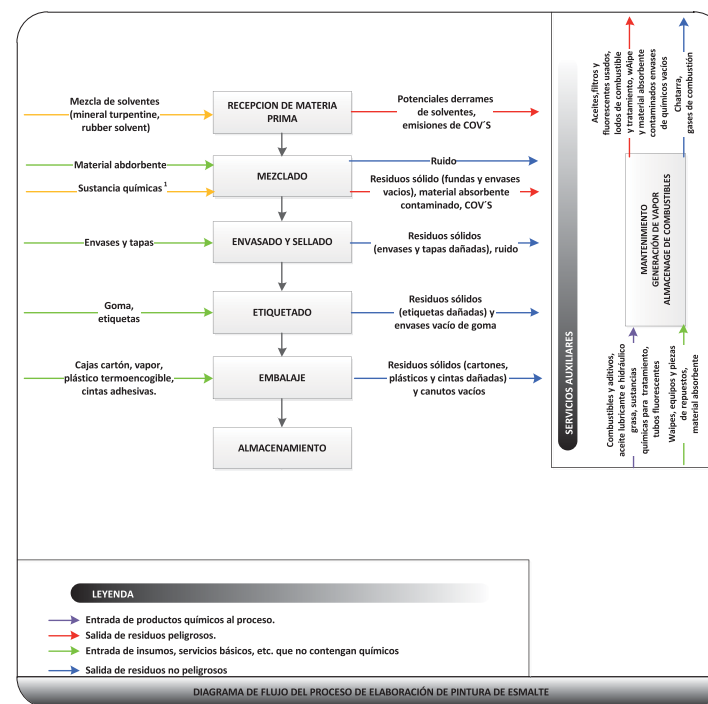 Mezcla de solventes
(mineral turpentine,
rubber solvent)
RECEPCION DE MATERIA
PRIMA
Potenciales derrames
de solventes,
emisiones de COV´S
Material abdorbente
Sustancia químicas 1
MEZCLADO
Ruido
Residuos sólido (fundas y envases
vacios), material absorbente
contaminado, COV´S
Envases y tapas
ENVASADO Y SELLADO
Residuos sólidos
(envases y tapas dañadas), ruido
Goma,
etiquetas
ETIQUETADO
Residuos sólidos
(etiquetas dañadas) y
envases vacío de goma
Cajas cartón, vapor,
plástico termoencogible,
cintas adhesivas.
EMBALAJE
Residuos sólidos (cartones,
plásticos y cintas dañadas)
y canutos vacíos
ALMACENAMIENTO
SERVICIOS AUXILIARES
Aceites,filtros y
fluorescentes usados,
lodos de combustible
y tratamiento, wAipe
y material absorbente
contaminados envases
de químicos vacios
Chatarra,
gases de combustión
MANTENIMIENTO
GENERACIÓN DE VAPOR
ALMACENAGE DE COMBUSTIBLES
Combustibles y aditivos,
aceite lubricante e hidráulico
grasa, sustancias
químicas para tratamiento,
tubos fluorescentes
Waipes, equipos y piezas
de repuestos,
material absorbente
LEYENDA
Entrada de productos químicos al proceso.
Salida de residuos peligrosos.
Entrada de insumos, servicios básicos, etc. que no contengan químicos
Salida de residuos no peligrosos
DIAGRAMA DE FLUJO DEL PROCESO DE ELABORACIÓN DE PINTURA DE ESMALTE